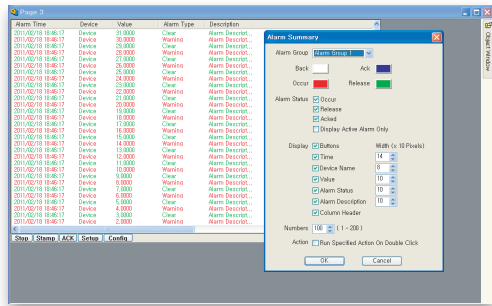 Page 3
Alarm Time Device Value Alarm Type Description
2011/02/18 18:46:17 Device 31.0000 Clear Alarm Descript...
2011/02/18 18:46:17 Device 30.0000 Warning Alarm Descript...
2011/02/18 18:46:17 Device 29.0000 Clear Alarm Descript...
2011/02/18 18:46:17 Device 28.0000 Warning Alarm Descript...
2011/02/18 18:46:17 Device 27.0000 Clear Alarm Descript...
2011/02/18 18:46:17 Device 26.0000 Warning Alarm Descript...
2011/02/18 18:46:17 Device 25.0000 Clear Alarm Descript...
2011/02/18 18:46:17 Device 24.0000 Warning Alarm Descript...
2011/02/18 18:46:17 Device 23.0000 Clear Alarm Descript...
2011/02/18 18:46:17 Device 22.0000 Warning Alarm Descript...
2011/02/18 18:46:17 Device 21.0000 Clear Alarm Descript...
2011/02/18 18:46:17 Device 20.0000 Warning Alarm Descript...
2011/02/18 18:46:17 Device 19.0000 Clear Alarm Descript...
2011/02/18 18:46:17 Device 18.0000 Warning Alarm Descript...
2011/02/18 18:46:17 Device 17.0000 Clear Alarm Descript...
2011/02/18 18:46:17 Device 16.0000 Warning Alarm Descript...
2011/02/18 18:46:17 Device 15.0000 Clear Alarm Descript...
2011/02/18 18:46:17 Device 14.0000 Warning Alarm Descript...
2011/02/18 18:46:17 Device 13.0000 Clear Alarm Descript...
2011/02/18 18:46:17 Device 12.0000 Warning Alarm Descript...
2011/02/18 18:46:17 Device 11.0000 Clear Alarm Descript...
2011/02/18 18:46:17 Device 10.0000 Warning Alarm Descript...
2011/02/18 18:46:17 Device 9.0000 Clear Alarm Descript...
2011/02/18 18:46:17 Device 8.0000 Warning Alarm Descript...
2011/02/18 18:46:17 Device 7.0000 Clear Alarm Descript...
2011/02/18 18:46:17 Device 6.0000 Warning Alarm Descript...
2011/02/18 18:46:17 Device 5.0000 Clear Alarm Descript...
2011/02/18 18:46:17 Device 4.0000 Warning Alarm Descript...
2011/02/18 18:46:17 Device 3.0000 Clear Alarm Descript...
2011/02/18 18:46:17 Device 2.0000 Warning Alarm Descript...
Stop Stamp ACK Setup Config
Alarm Summary
Alarm Group Alarm Group 1
Back Ack
Occur Release
Alarm Status Occur
Release
Acked
Display Active Alarm Only
Display Buttons Width (x 10 Pixels)
Time 14
Device Name 8
Value 10
Alarm Status 10
Alarm Description 10
Column Header
Numbers 100 ( 1 - 200 )
Action Run Specified Action On Double Click
OK Cancel
Object Window